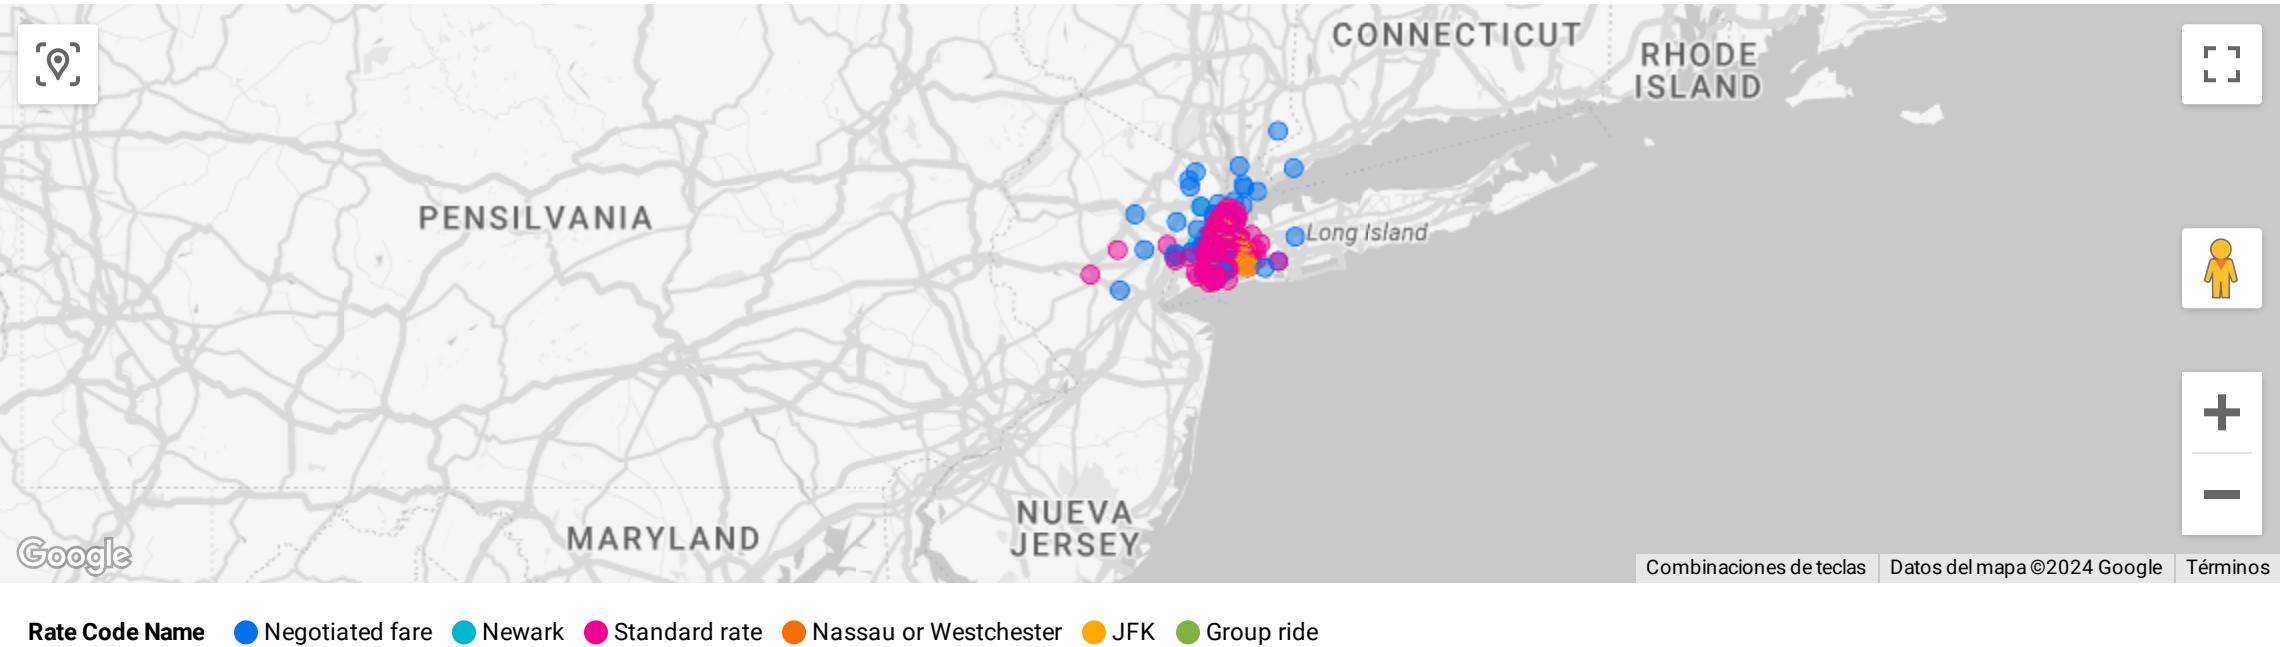 CONNECTICUT
RHODE
ISLAND
PENSILVANIA
Long Island
NUEVA
JERSEY
MARYLAND
Google
Combinaciones de teclas
Datos del mapa ©2024 Google
Términos
Rate Code Name Negotiated fare Newark Standard rate Nassau or Westchester JFK Group ride